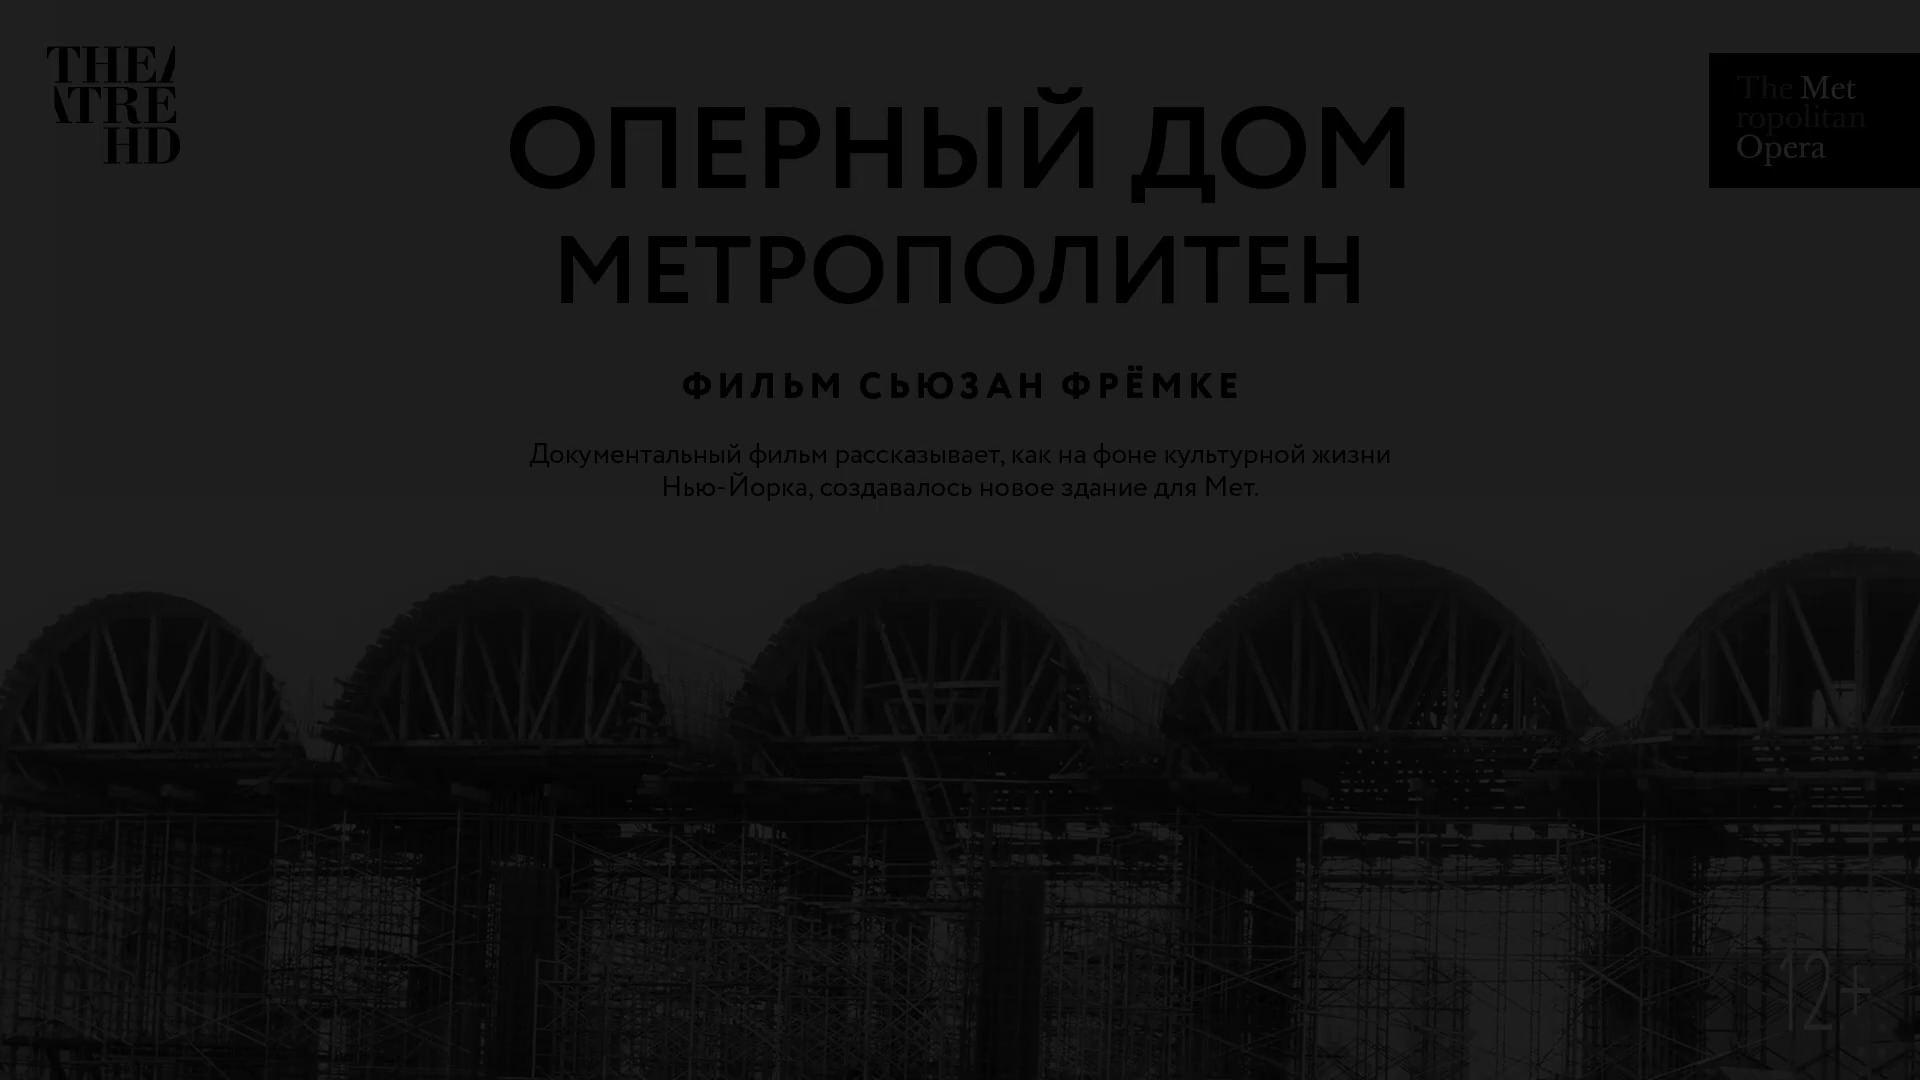 THEA
ATRE
HD
The Met
ropolitan
Opera
ОПЕРНЫЙ ДОМ
МЕТРОПОЛИТЕН
ФИЛЬМ СЬЮЗАН ФРЁМКЕ
Документальный фильм рассказывает, как на фоне культурной жизни
Нью-Йорка, создавалось новое здание для Мет.
12+